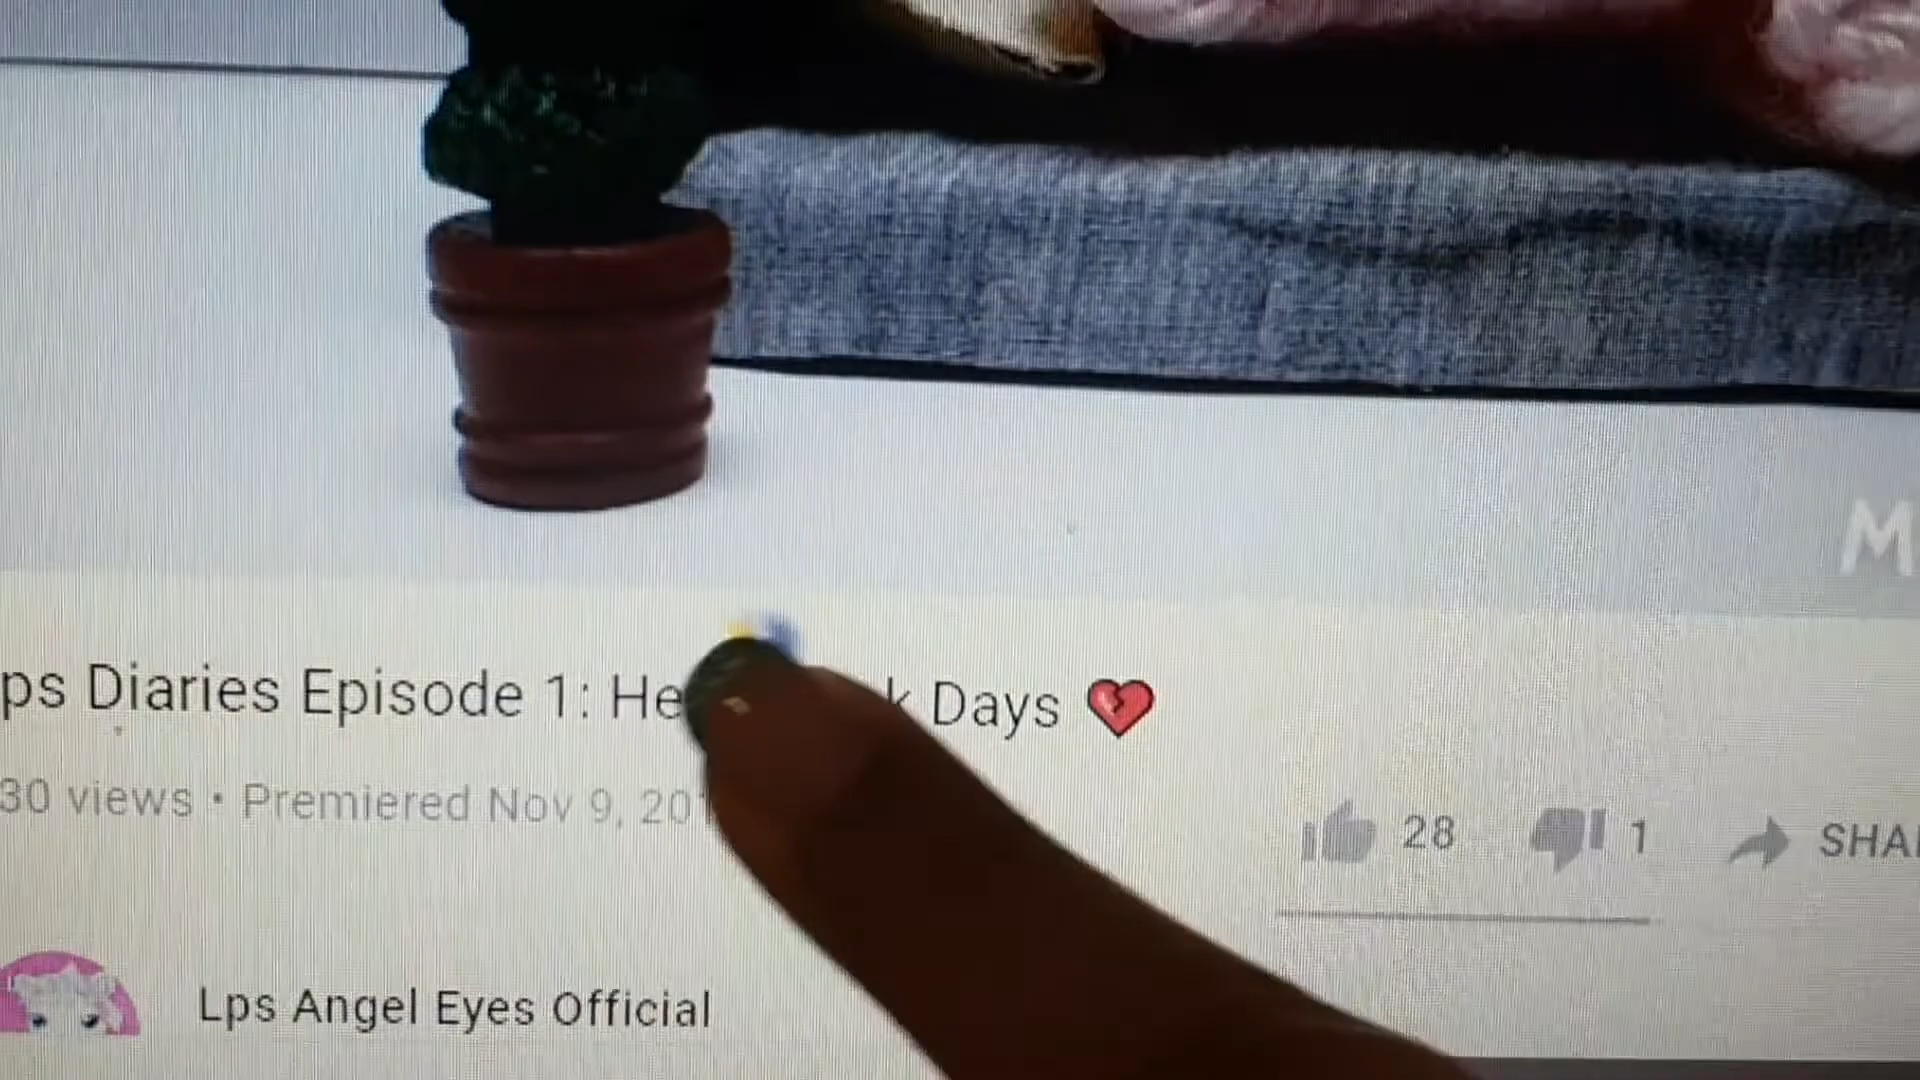 M
ps Diaries Episode 1: He k Days
30 views • Premiered Nov 9, 20
28 1 SHA
Lps Angel Eyes Official